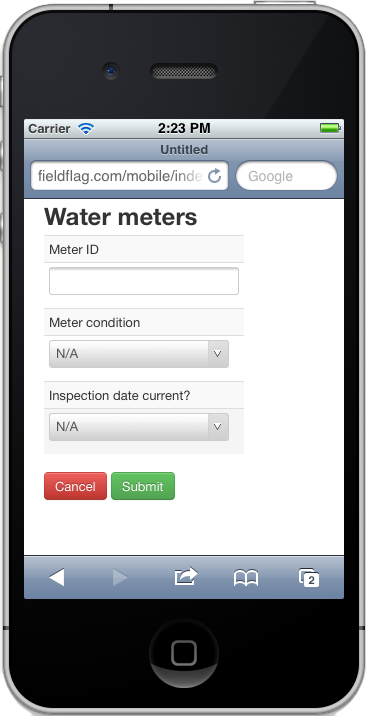 Carrier 2:23 PM
Untitled
fieldflag.com/mobile/inde Google
Water meters
Meter ID
Meter condition
N/A
Inspection date current?
N/A
Cancel Submit
2